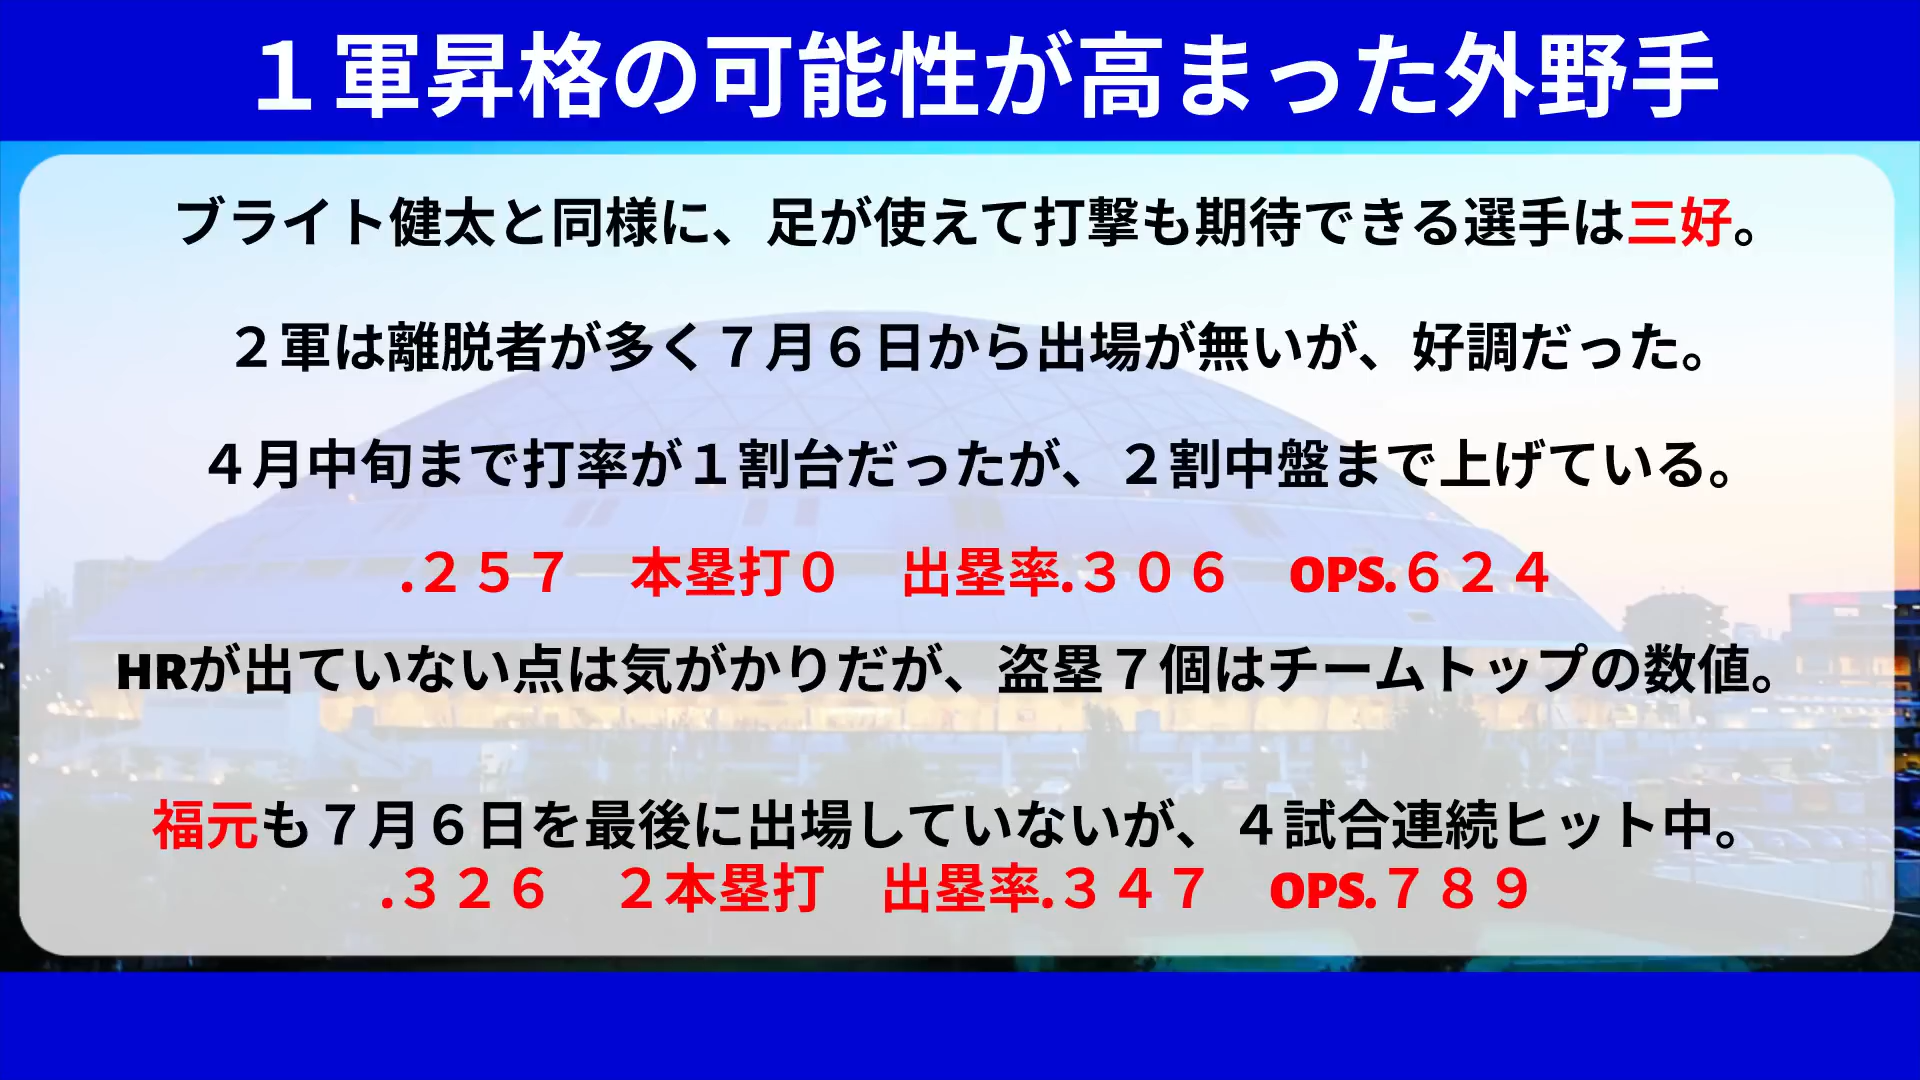 １軍昇格の可能性が高まった外野手
ブライト健太と同様に、足が使えて打撃も期待できる選手は三好。
２軍は離脱者が多く７月６日から出場が無いが、好調だった。
４月中旬まで打率が１割台だったが、２割中盤まで上げている。
.２５７　本塁打０　出塁率.３０６　OPS.６２４
HRが出ていない点は気がかりだが、盗塁７個はチームトップの数値。
福元も７月６日を最後に出場していないが、４試合連続ヒット中。
.３２６　２本塁打　出塁率.３４７　OPS.７８９